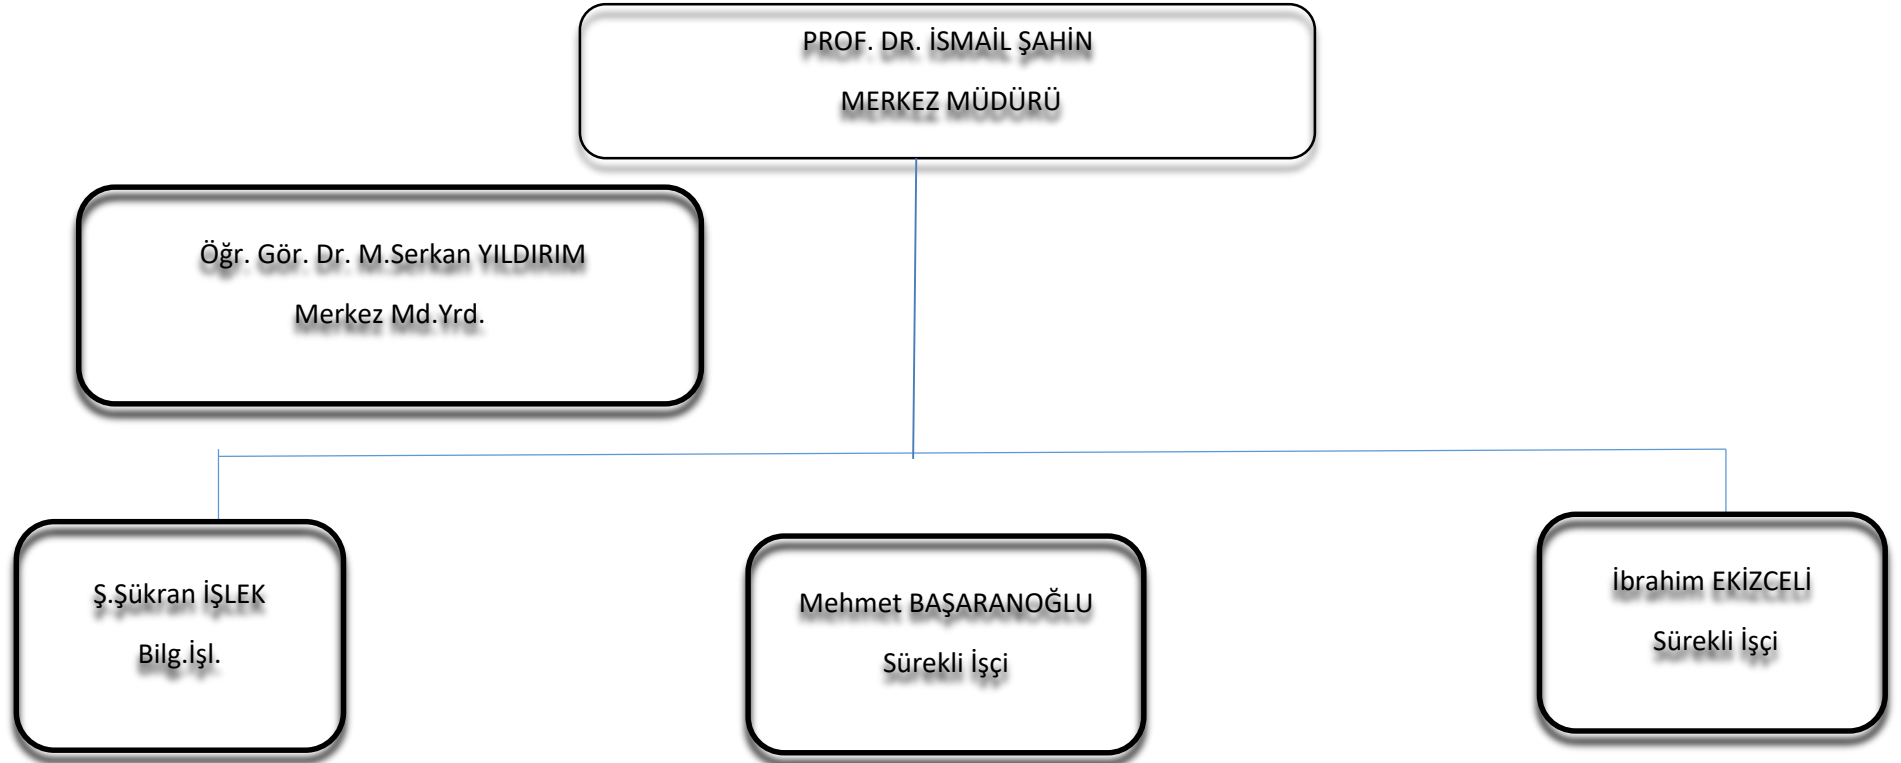 PROF. DR. İSMAİL ŞAHİN
MERKEZ MÜDÜRÜ
Öğr. Gör. Dr. M.Serkan YILDIRIM
Merkez Md.Yrd.
Ş.Şükran İŞLEK
Bilg.İşl.
Mehmet BAŞARANOĞLU
Sürekli İşçi
İbrahim EKİZCELİ
Sürekli İşçi